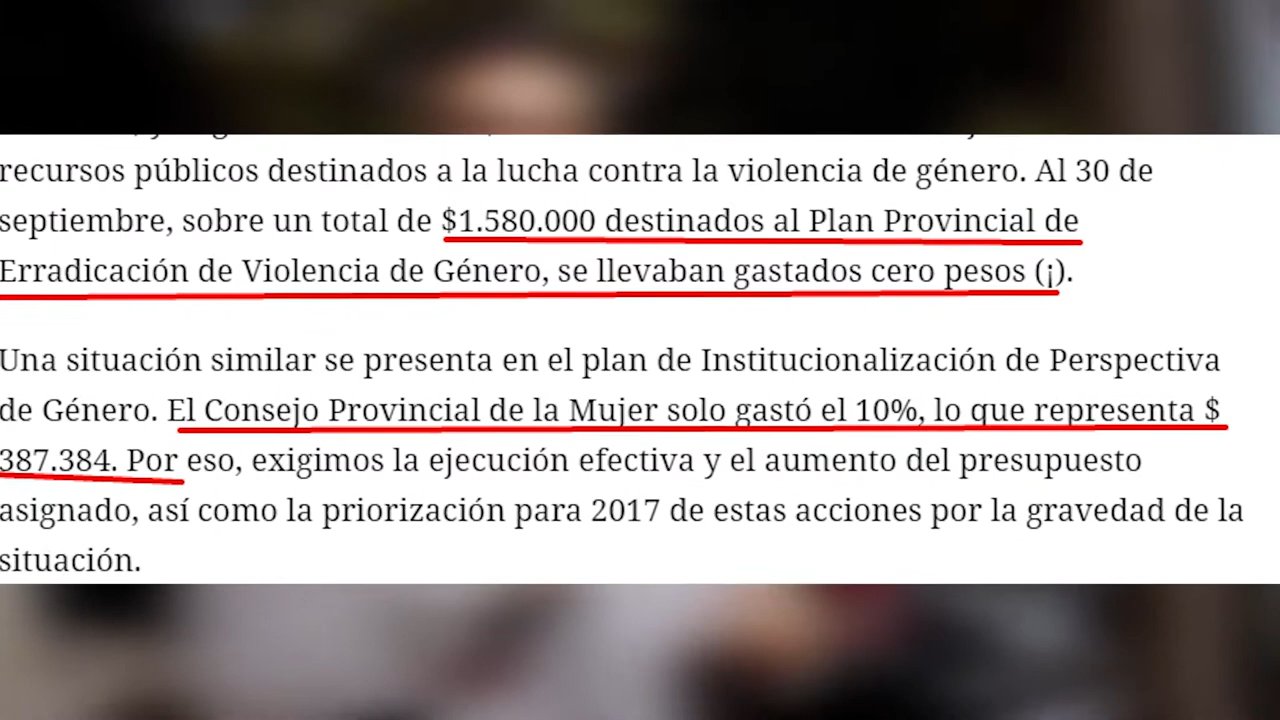 recursos públicos destinados a la lucha contra la violencia de género. Al 30 de
septiembre, sobre un total de $1.580.000 destinados al Plan Provincial de
Erradicación de Violencia de Género, se llevaban gastados cero pesos (¡).
Una situación similar se presenta en el plan de Institucionalización de Perspectiva
de Género. El Consejo Provincial de la Mujer solo gastó el 10%, lo que representa $
387.384. Por eso, exigimos la ejecución efectiva y el aumento del presupuesto
asignado, así como la priorización para 2017 de estas acciones por la gravedad de la
situación.